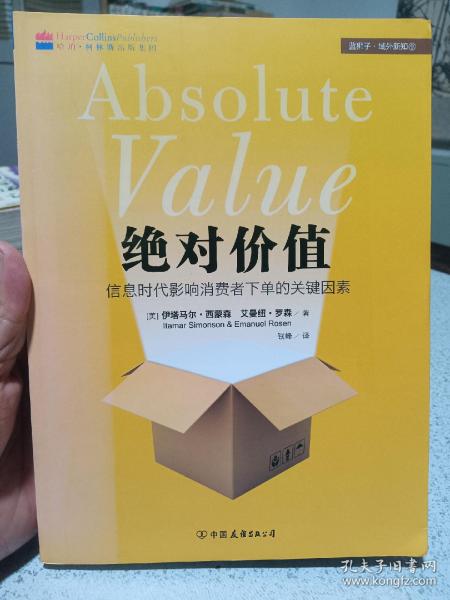 HarperCollinsPublishers
哈珀·柯林斯出版集团
蓝狮子·域外新知
Absolute
Value
绝对价值
信息时代影响消费者下单的关键因素
[美] 伊塔马尔·西蒙森 艾曼纽·罗森／著
Itamar Simonson & Emanuel Rosen
钱峰／译
中国友谊出版公司
孔夫子旧书网
www.kongfz.com